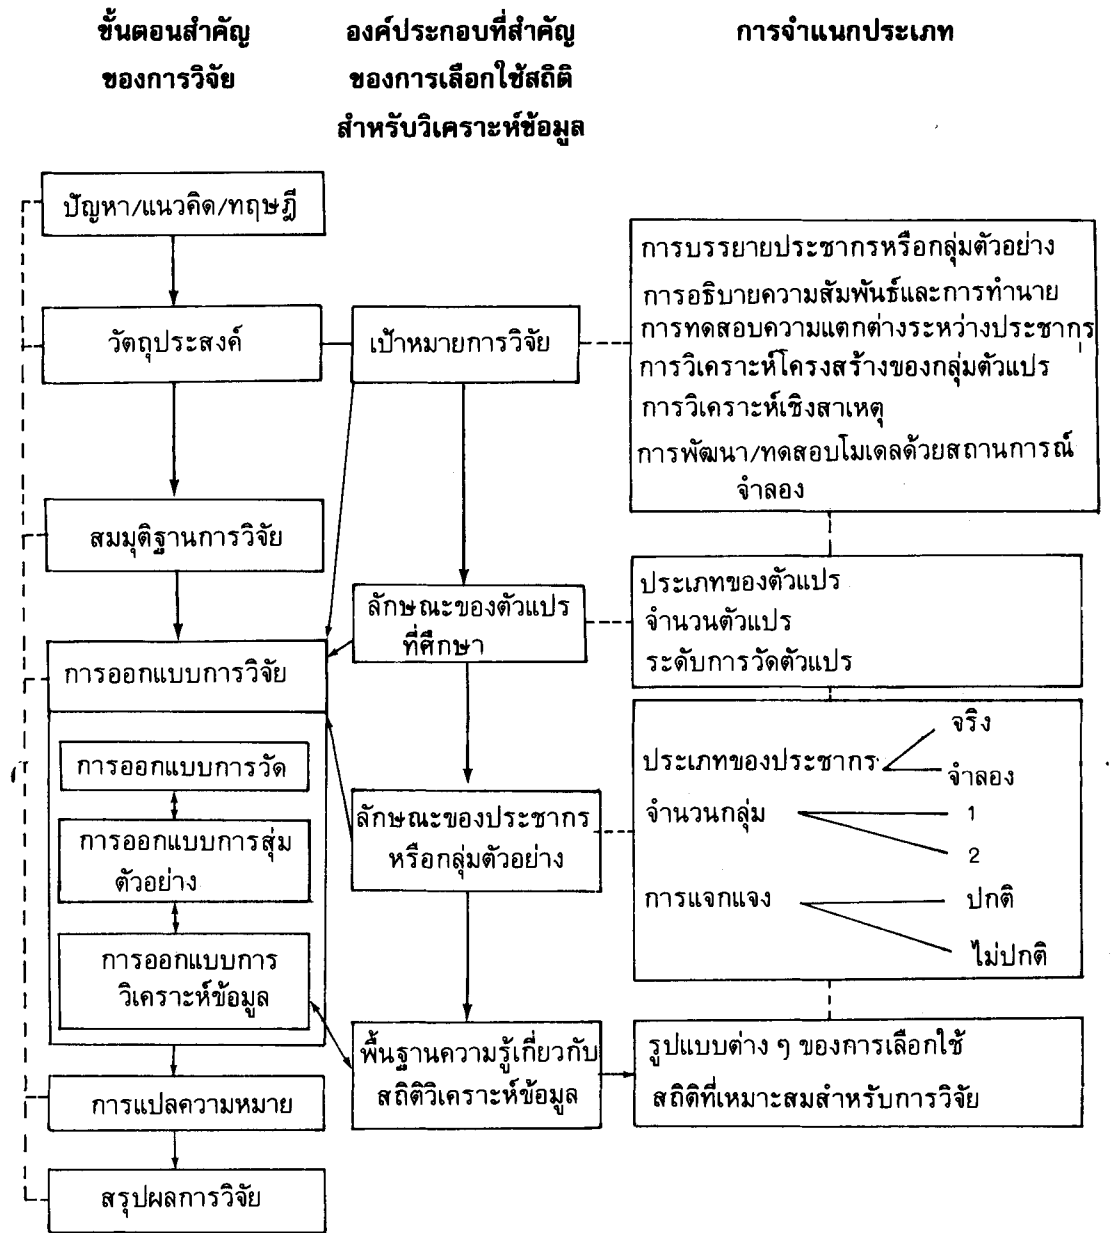 ขั้นตอนสำคัญ
ของการวิจัย
องค์ประกอบที่สำคัญ
ของการเลือกใช้สถิติ
สำหรับวิเคราะห์ข้อมูล
การจำแนกประเภท
ปัญหา/แนวคิด/ทฤษฎี
วัตถุประสงค์
สมมุติฐานการวิจัย
การออกแบบการวิจัย
การออกแบบการวัด
การออกแบบการสุ่ม
ตัวอย่าง
การออกแบบการ
วิเคราะห์ข้อมูล
การแปลความหมาย
สรุปผลการวิจัย
เป้าหมายการวิจัย
ลักษณะของตัวแปร
ที่ศึกษา
ลักษณะของประชากร
หรือกลุ่มตัวอย่าง
พื้นฐานความรู้เกี่ยวกับ
สถิติวิเคราะห์ข้อมูล
การบรรยายประชากรหรือกลุ่มตัวอย่าง
การอธิบายความสัมพันธ์และการทำนาย
การทดสอบความแตกต่างระหว่างประชากร
การวิเคราะห์โครงสร้างของกลุ่มตัวแปร
การวิเคราะห์เชิงสาเหตุ
การพัฒนา/ทดสอบโมเดลด้วยสถานการณ์
จำลอง
ประเภทของตัวแปร
จำนวนตัวแปร
ระดับการวัดตัวแปร
ประเภทของประชากร
จริง
จำลอง
จำนวนกลุ่ม
1
2
การแจกแจง
ปกติ
ไม่ปกติ
รูปแบบต่าง ๆ ของการเลือกใช้
สถิติที่เหมาะสมสำหรับการวิจัย